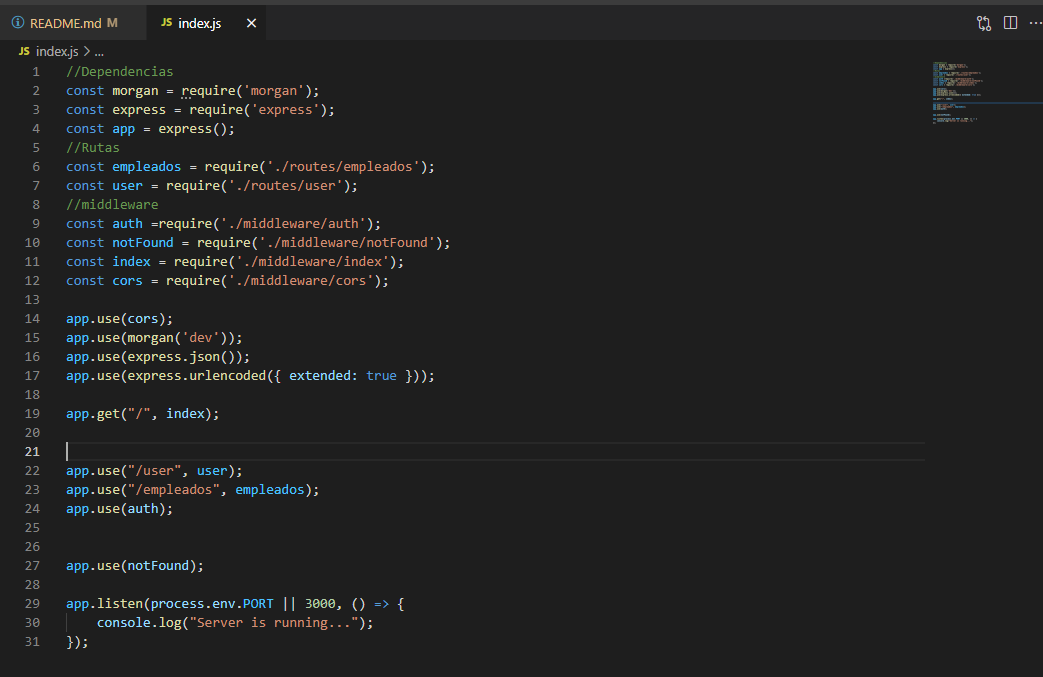 README.md M
JS index.js
JS index.js > ...
1 //Dependencias
2 const morgan = require('morgan');
3 const express = require('express');
4 const app = express();
5 //Rutas
6 const empleados = require('./routes/empleados');
7 const user = require('./routes/user');
8 //middleware
9 const auth =require('./middleware/auth');
10 const notFound = require('./middleware/notFound');
11 const index = require('./middleware/index');
12 const cors = require('./middleware/cors');
13
14 app.use(cors);
15 app.use(morgan('dev'));
16 app.use(express.json());
17 app.use(express.urlencoded({ extended: true }));
18
19 app.get("/", index);
20
21
22 app.use("/user", user);
23 app.use("/empleados", empleados);
24 app.use(auth);
25
26
27 app.use(notFound);
28
29 app.listen(process.env.PORT || 3000, () => {
30     console.log("Server is running...");
31 });